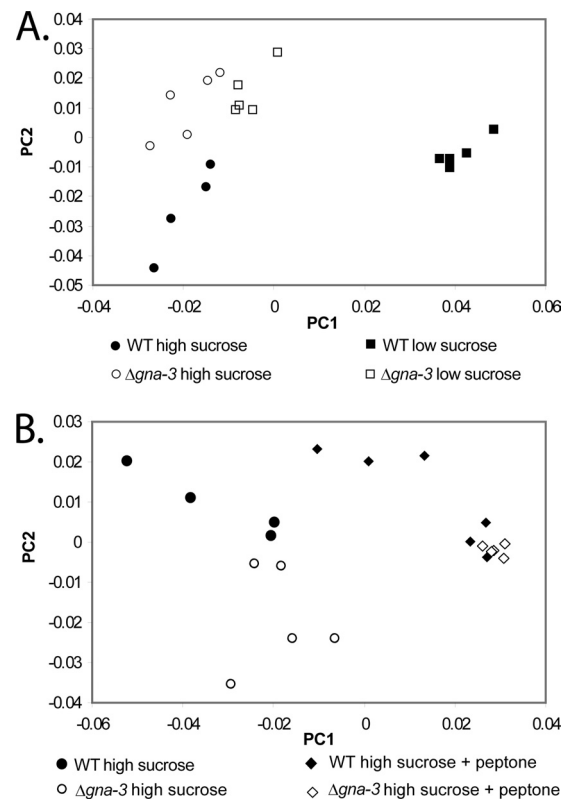 A.
0.04
0.03
0.02
0.01
0
-0.01
-0.02
-0.03
-0.04
-0.05
PC2
-0.04 -0.02 0 0.02 0.04 0.06
PC1
WT high sucrose WT low sucrose
Δgna-3 high sucrose Δgna-3 low sucrose
B.
0.03
0.02
0.01
0
-0.01
-0.02
-0.03
-0.04
PC2
-0.06 -0.04 -0.02 0 0.02 0.04
PC1
WT high sucrose WT high sucrose + peptone
Δgna-3 high sucrose Δgna-3 high sucrose + peptone